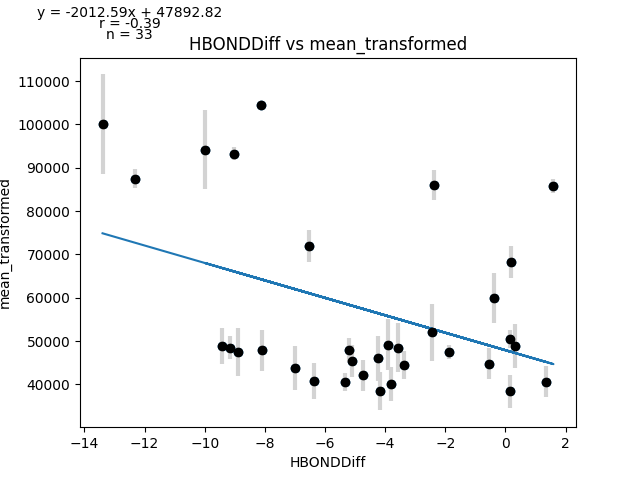 y = -2012.59x + 47892.82
r = -0.39
n = 33
HBONDDiff vs mean_transformed
110000
100000
90000
80000
70000
60000
50000
40000
mean_transformed
−14 −12 −10 −8 −6 −4 −2 0 2
HBONDDiff